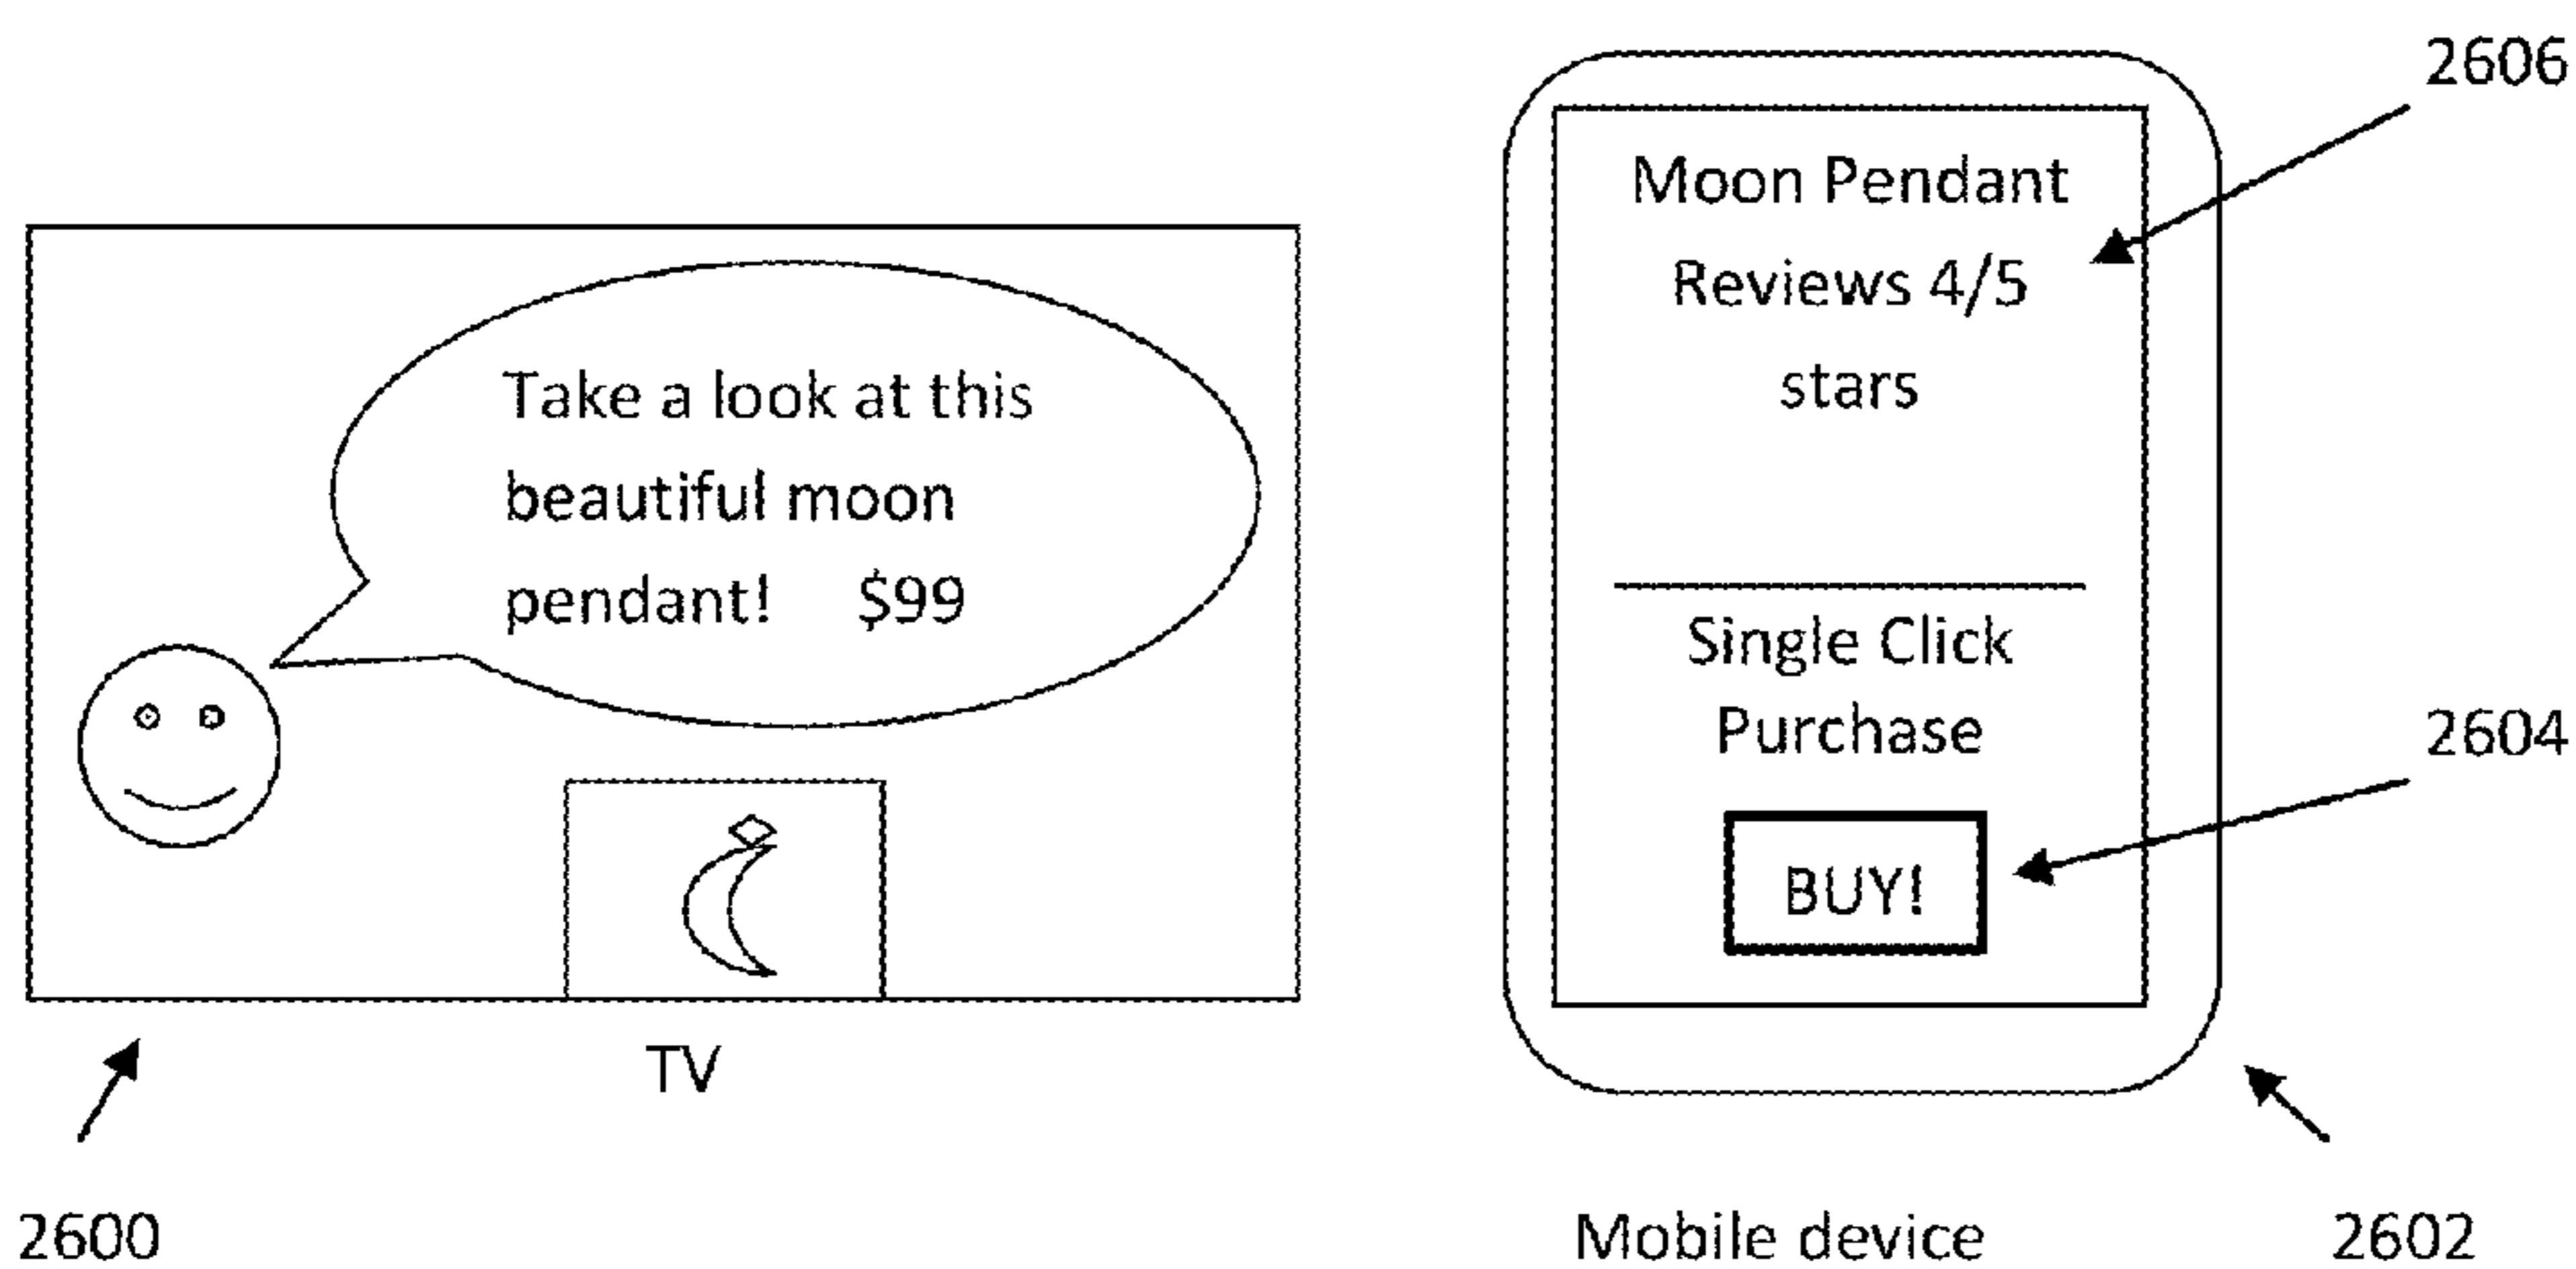 Take a look at this
beautiful moon
pendant! $99
TV
2600
2606
Moon Pendant
Reviews 4/5
stars
Single Click
Purchase
2604
BUY!
Mobile device
2602